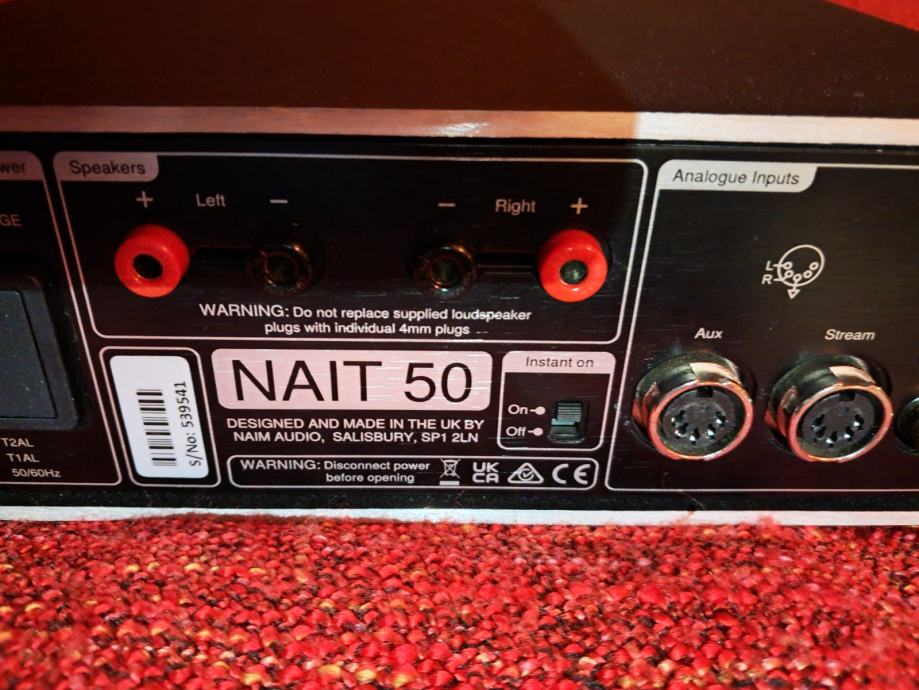 Speakers
+ Left − − Right +
WARNING: Do not replace supplied loudspeaker
plugs with individual 4mm plugs
T2AL
T1AL
50/60Hz
S/No: 539541
NAIT 50
DESIGNED AND MADE IN THE UK BY
NAIM AUDIO, SALISBURY, SP1 2LN
WARNING: Disconnect power
before opening
UK
CA
CE
Instant on
On
Off
Analogue Inputs
L
R
Aux
Stream